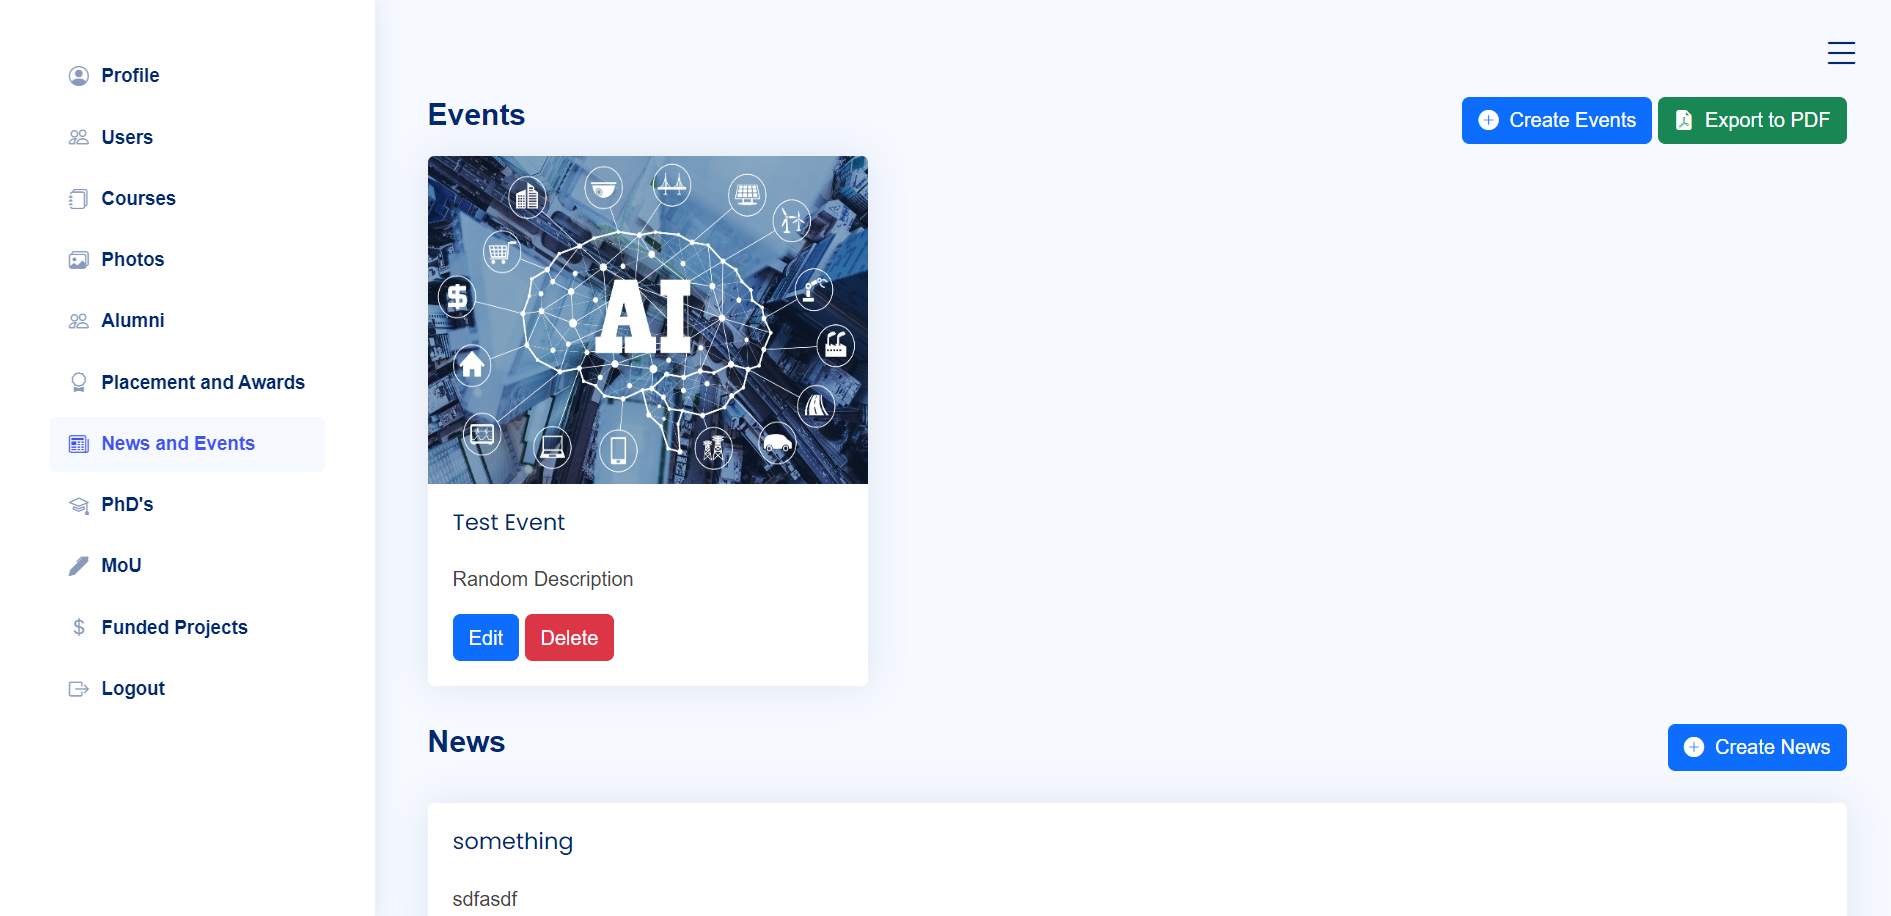 Profile
Users
Courses
Photos
Alumni
Placement and Awards
News and Events
PhD's
MoU
Funded Projects
Logout
Events
Create Events
Export to PDF
AI
Test Event
Random Description
Edit
Delete
News
Create News
something
sdfasdf